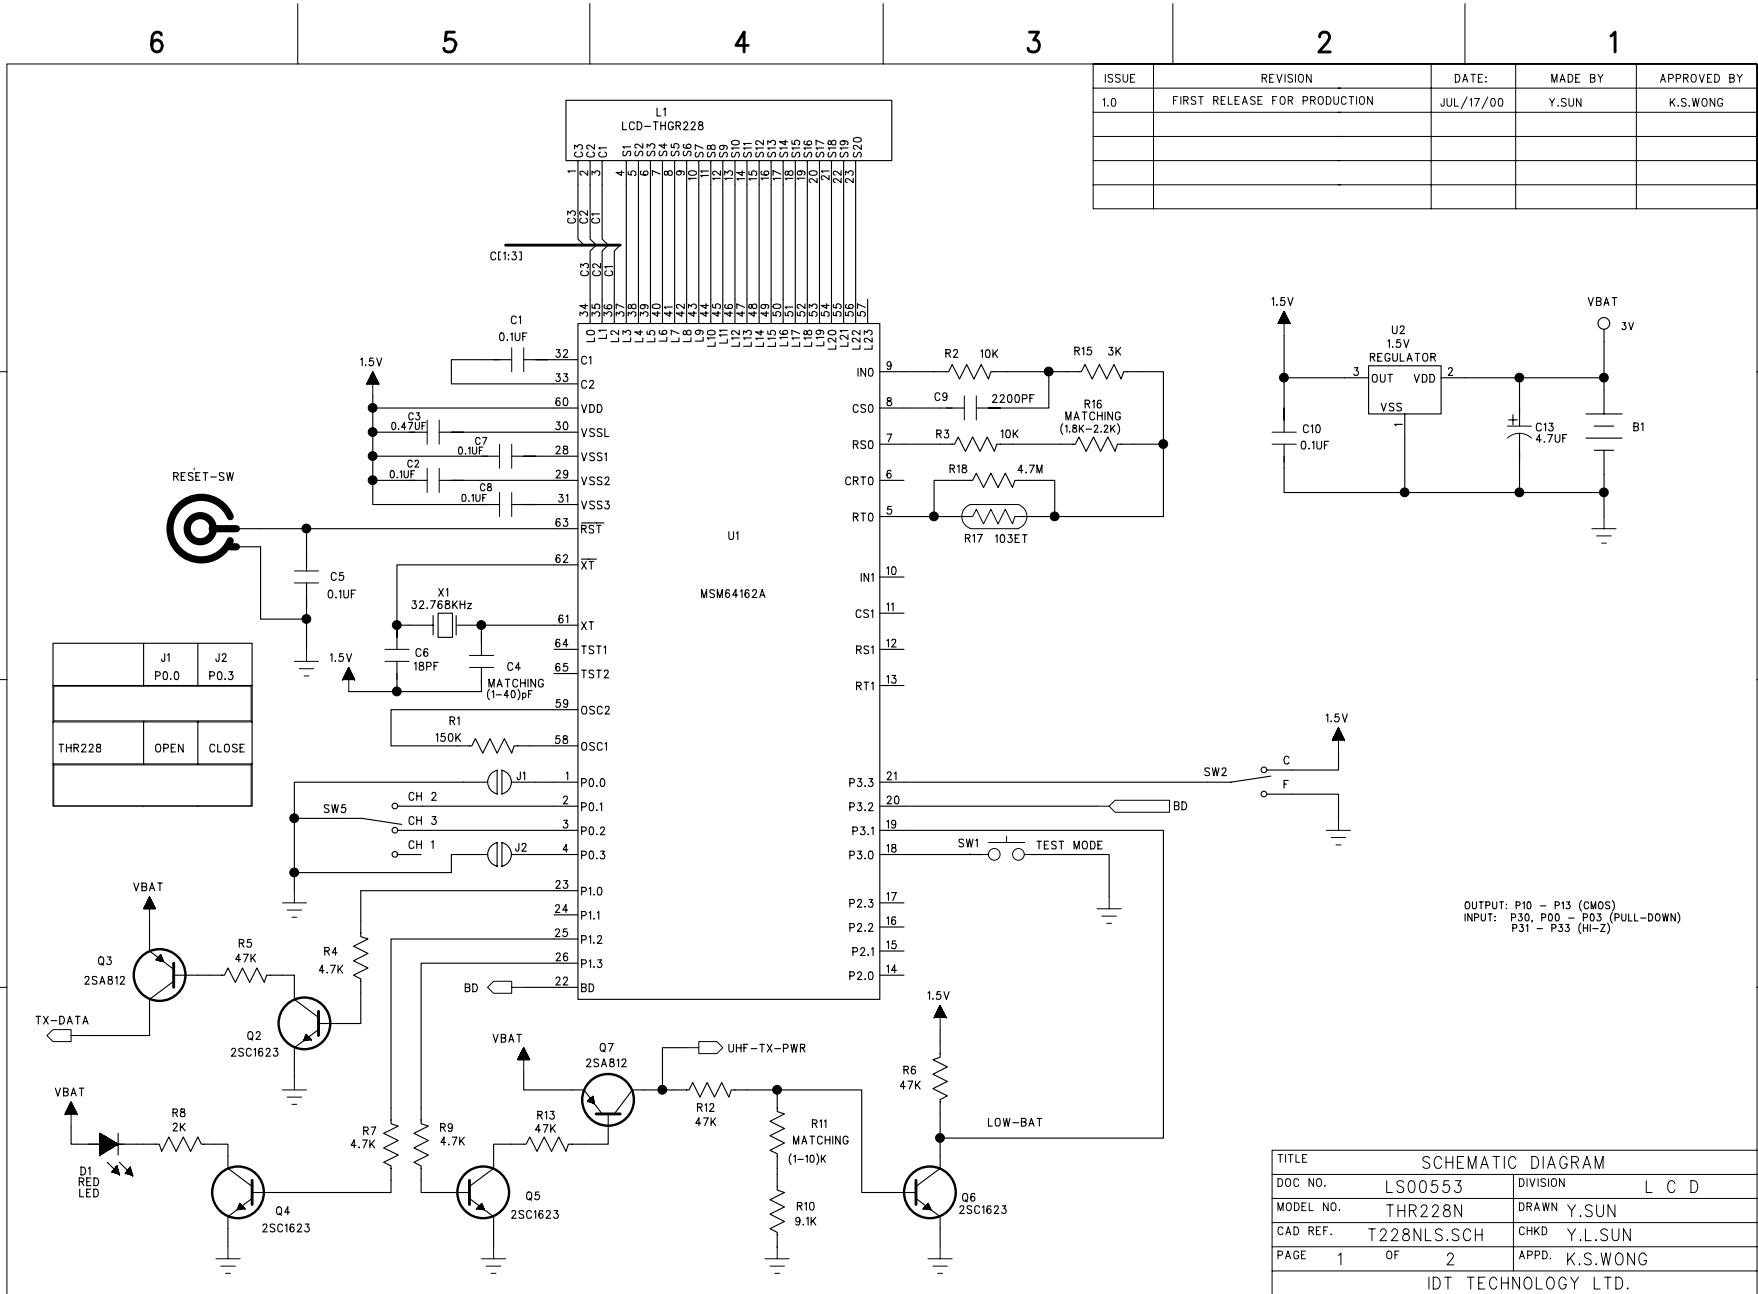 6 5 4 3 2 1
ISSUE REVISION DATE: MADE BY APPROVED BY
1.0 FIRST RELEASE FOR PRODUCTION JUL/17/00 Y.SUN K.S.WONG
L1
LCD-THGR228
C3 C2 C1 S1 S2 S3 S4 S5 S6 S7 S8 S9 S10 S11 S12 S13 S14 S15 S16 S17 S18 S19 S20
1 2 3 4 5 6 7 8 9 10 11 12 13 14 15 16 17 18 19 20 21 22 23
C3 C2 C1
C[1:3]
C3 C2 C1
34 35 36 37 38 39 40 41 42 43 44 45 46 47 48 49 50 51 52 53 54 55 56 57
L0 L1 L2 L3 L4 L5 L6 L7 L8 L9 L10 L11 L12 L13 L14 L15 L16 L17 L18 L19 L20 L21 L22 L23
C1
0.1UF
32 C1
33 C2
1.5V
60 VDD
C3
0.47UF
30 VSSL
C7
0.1UF
28 VSS1
C2
0.1UF
29 VSS2
C8
0.1UF
31 VSS3
RESET-SW
63 RST
C5
0.1UF
62 XT
X1
32.768KHz
61 XT
64 TST1
65 TST2
C6
18PF
C4
MATCHING
(1-40)pF
1.5V
59 OSC2
R1
150K
58 OSC1
J1 J2
P0.0 P0.3
THR228 OPEN CLOSE
J1 1 P0.0
CH 2 2 P0.1
SW5
CH 3 3 P0.2
CH 1
J2 4 P0.3
23 P1.0
24 P1.1
25 P1.2
26 P1.3
BD 22 BD
U1
MSM64162A
IN0 9
R2 10K
R15 3K
CS0 8
C9 2200PF
R16
MATCHING
(1.8K-2.2K)
RS0 7
R3 10K
CRT0 6
R18 4.7M
RT0 5
R17 103ET
IN1 10
CS1 11
RS1 12
RT1 13
P3.3 21
SW2
C
F
1.5V
P3.2 20
BD
P3.1 19
P3.0 18
SW1 TEST MODE
P2.3 17
P2.2 16
P2.1 15
P2.0 14
1.5V
U2
1.5V
REGULATOR
3 OUT VDD 2
VSS
1
VBAT
3V
C10
0.1UF
+
C13
4.7UF
B1
OUTPUT: P10 - P13 (CMOS)
INPUT: P30, P00 - P03 (PULL-DOWN)
P31 - P33 (HI-Z)
VBAT
Q3
2SA812
R5
47K
R4
4.7K
TX-DATA
Q2
2SC1623
VBAT
D1
RED
LED
R8
2K
Q4
2SC1623
R7
4.7K
R9
4.7K
VBAT
Q7
2SA812
R13
47K
Q5
2SC1623
UHF-TX-PWR
R12
47K
R11
MATCHING
(1-10)K
R10
9.1K
1.5V
R6
47K
LOW-BAT
Q6
2SC1623
TITLE SCHEMATIC DIAGRAM
DOC NO. LS00553 DIVISION L C D
MODEL NO. THR228N DRAWN Y.SUN
CAD REF. T228NLS.SCH CHKD Y.L.SUN
PAGE 1 OF 2 APPD. K.S.WONG
IDT TECHNOLOGY LTD.